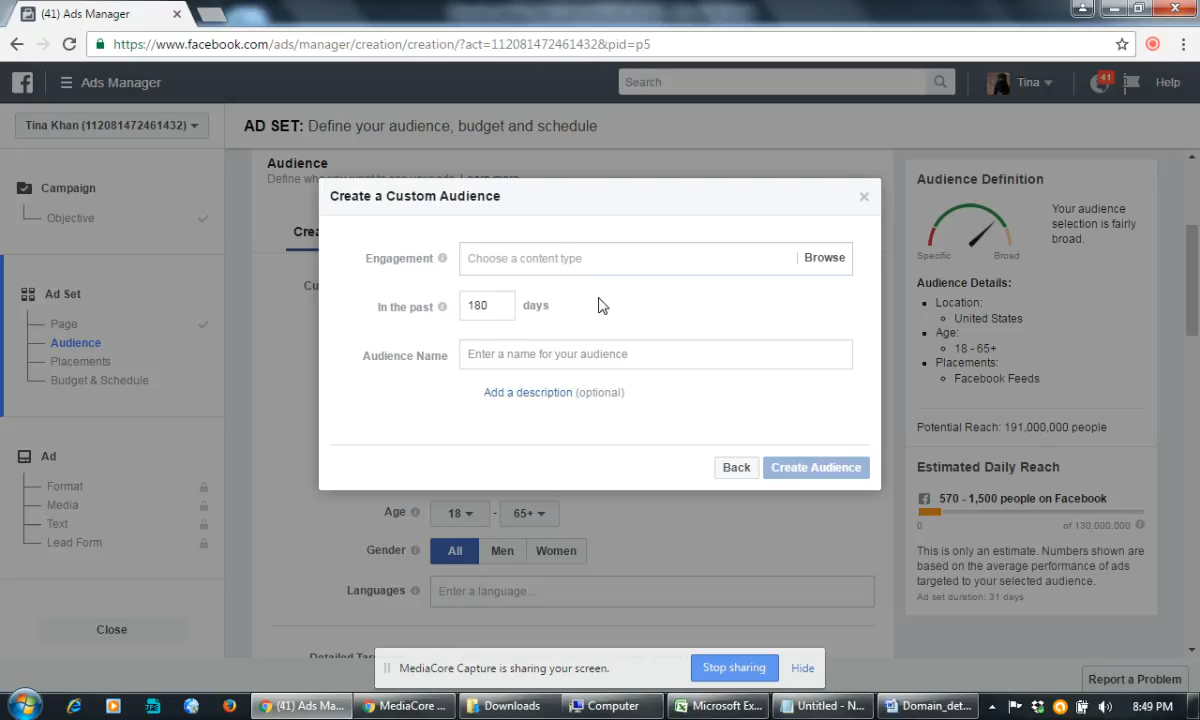 (41) Ads Manager
https://www.facebook.com/ads/manager/creation/creation/?act=112081472461432&pid=p5
Ads Manager
Search
Tina
41
Help
Tina Khan (112081472461432)
AD SET: Define your audience, budget and schedule
Campaign
Objective
Ad Set
Page
Audience
Placements
Budget & Schedule
Ad
Format
Media
Text
Lead Form
Close
Audience
Create a Custom Audience
Engagement
Choose a content type
Browse
In the past
180
days
Audience Name
Enter a name for your audience
Add a description (optional)
Back
Create Audience
Age
18
-
65+
Gender
All
Men
Women
Languages
Enter a language...
Audience Definition
Your audience
selection is fairly
broad.
Specific
Broad
Audience Details:
Location:
United States
Age:
18 - 65+
Placements:
Facebook Feeds
Potential Reach: 191,000,000 people
Estimated Daily Reach
570 - 1,500 people on Facebook
0
of 130,000,000
This is only an estimate. Numbers shown are
based on the average performance of ads
targeted to your selected audience.
Ad set duration: 31 days
MediaCore Capture is sharing your screen.
Stop sharing
Hide
Report a Problem
(41) Ads Ma...
MediaCore ...
Downloads
Computer
Microsoft Ex...
Untitled - N...
Domain_det...
8:49 PM